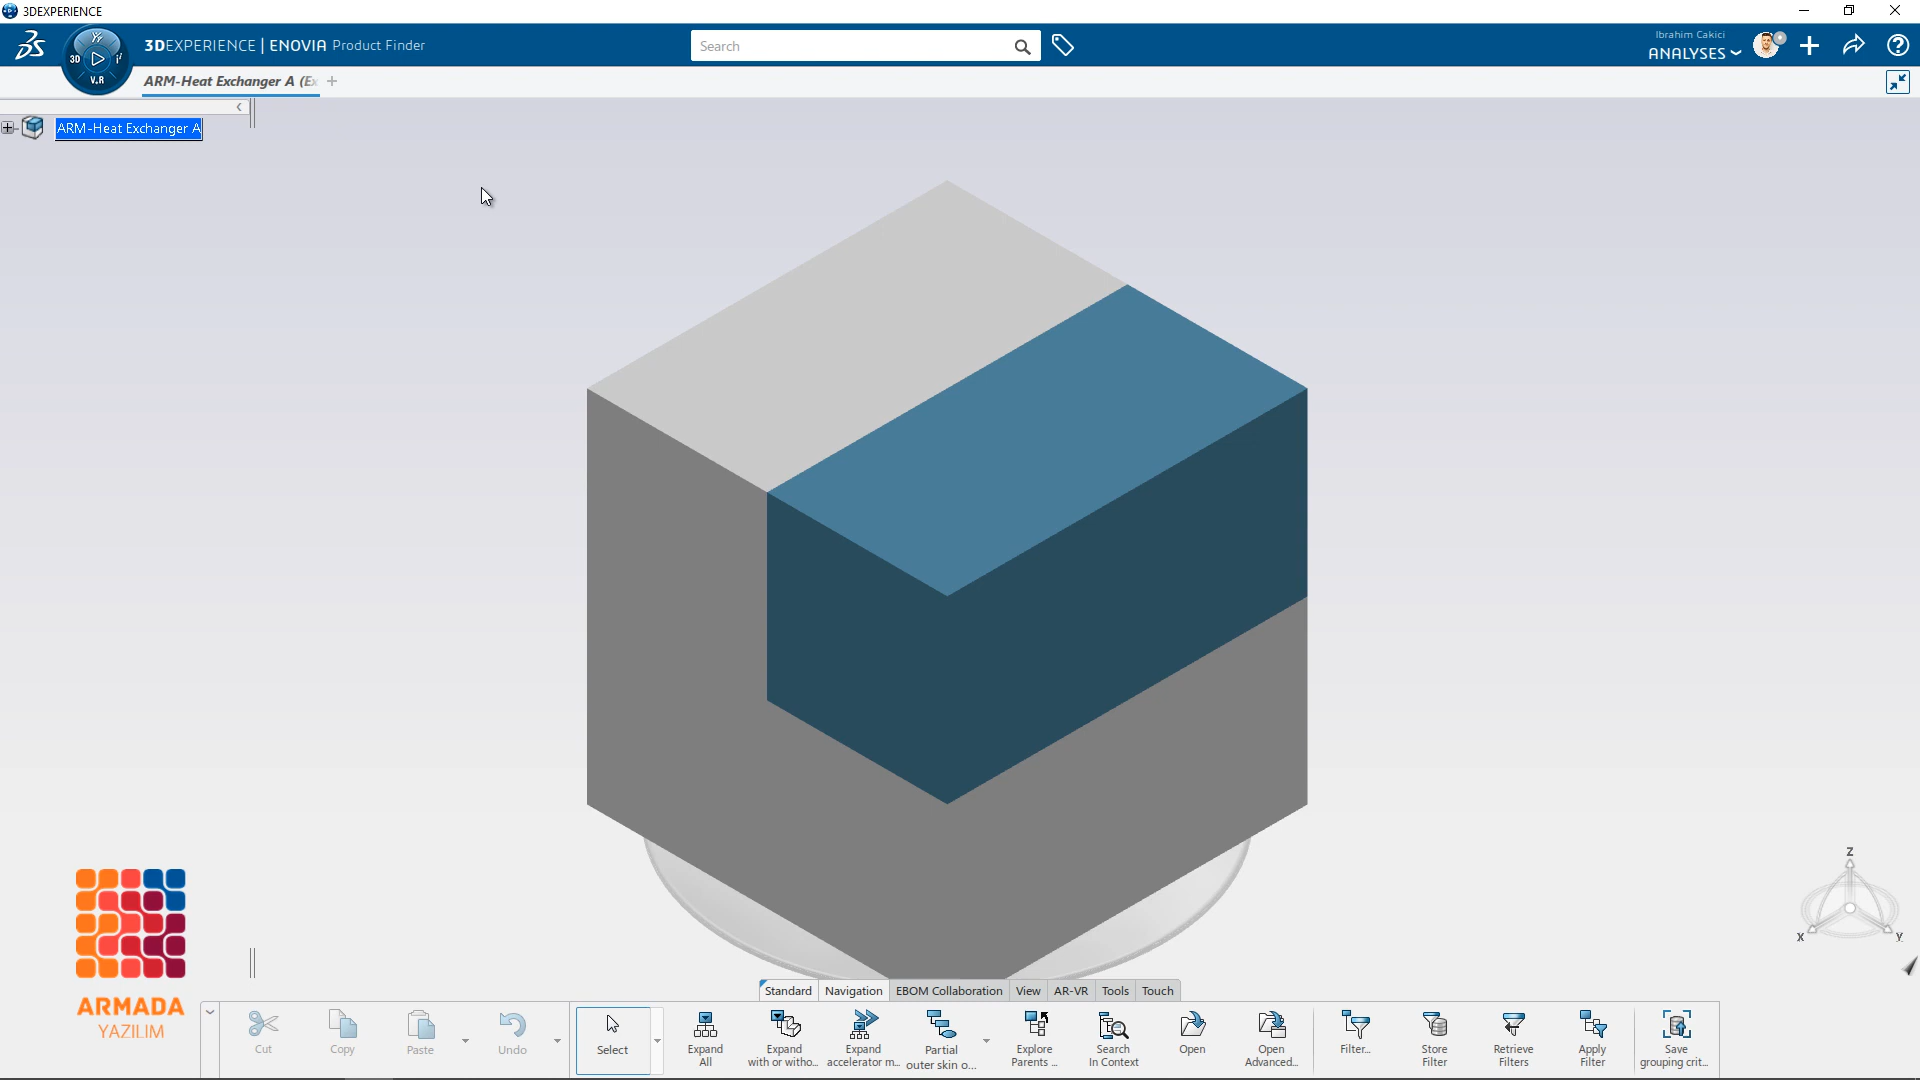 3DEXPERIENCE
3DEXPERIENCE | ENOVIA Product Finder
Search
Ibrahim Cakici
ANALYSES
3D
V.R
ARM-Heat Exchanger A (Ex
ARM-Heat Exchanger A
Z
X
Y
ARMADA
YAZILIM
Standard Navigation EBOM Collaboration View AR-VR Tools Touch
Cut
Copy
Paste
Undo
Select
Expand
All
Expand
with or witho...
Expand
accelerator m...
Partial
outer skin o...
Explore
Parents ...
Search
In Context
Open
Open
Advanced...
Filter...
Store
Filter
Retrieve
Filters
Apply
Filter
Save
grouping crit...